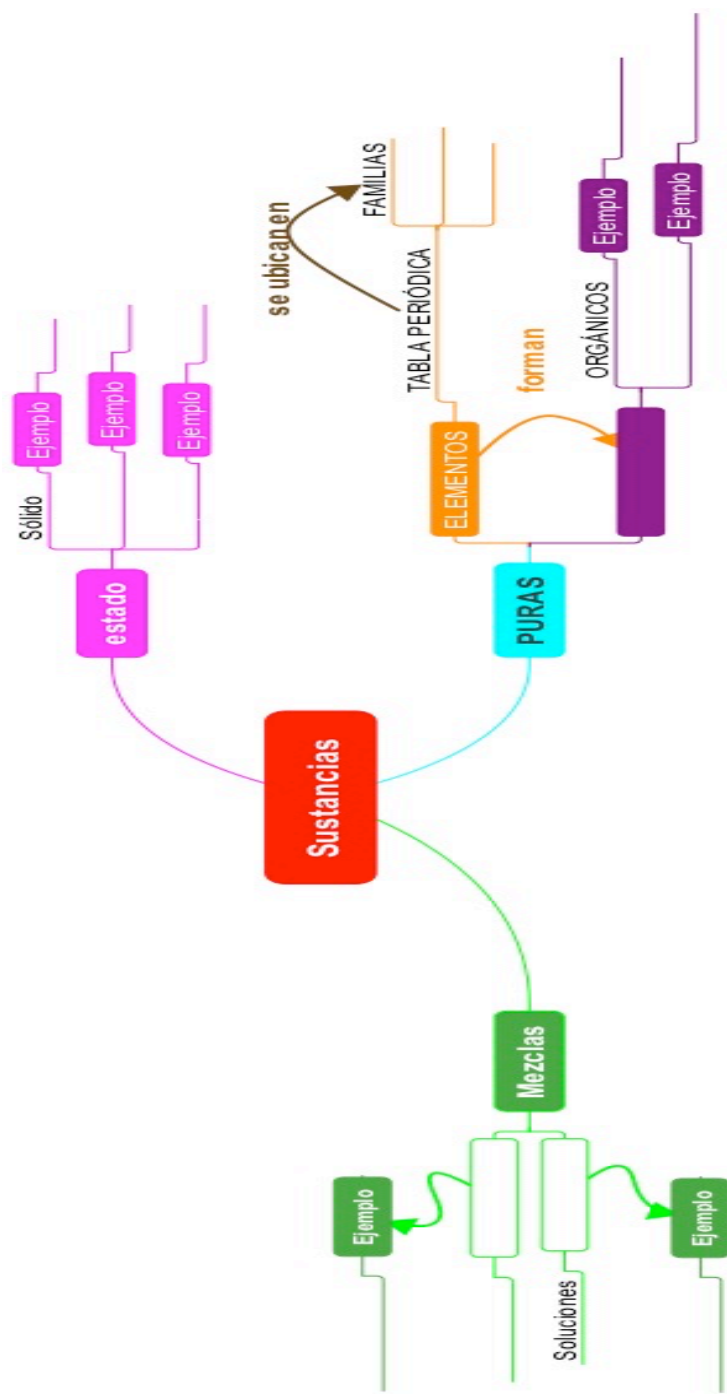 Sustancias
estado
Sólido
Ejemplo
Ejemplo
Ejemplo
PURAS
ELEMENTOS
TABLA PERIÓDICA
se ubican en
FAMILIAS
forman
ORGÁNICOS
Ejemplo
Ejemplo
Mezclas
Ejemplo
Soluciones
Ejemplo